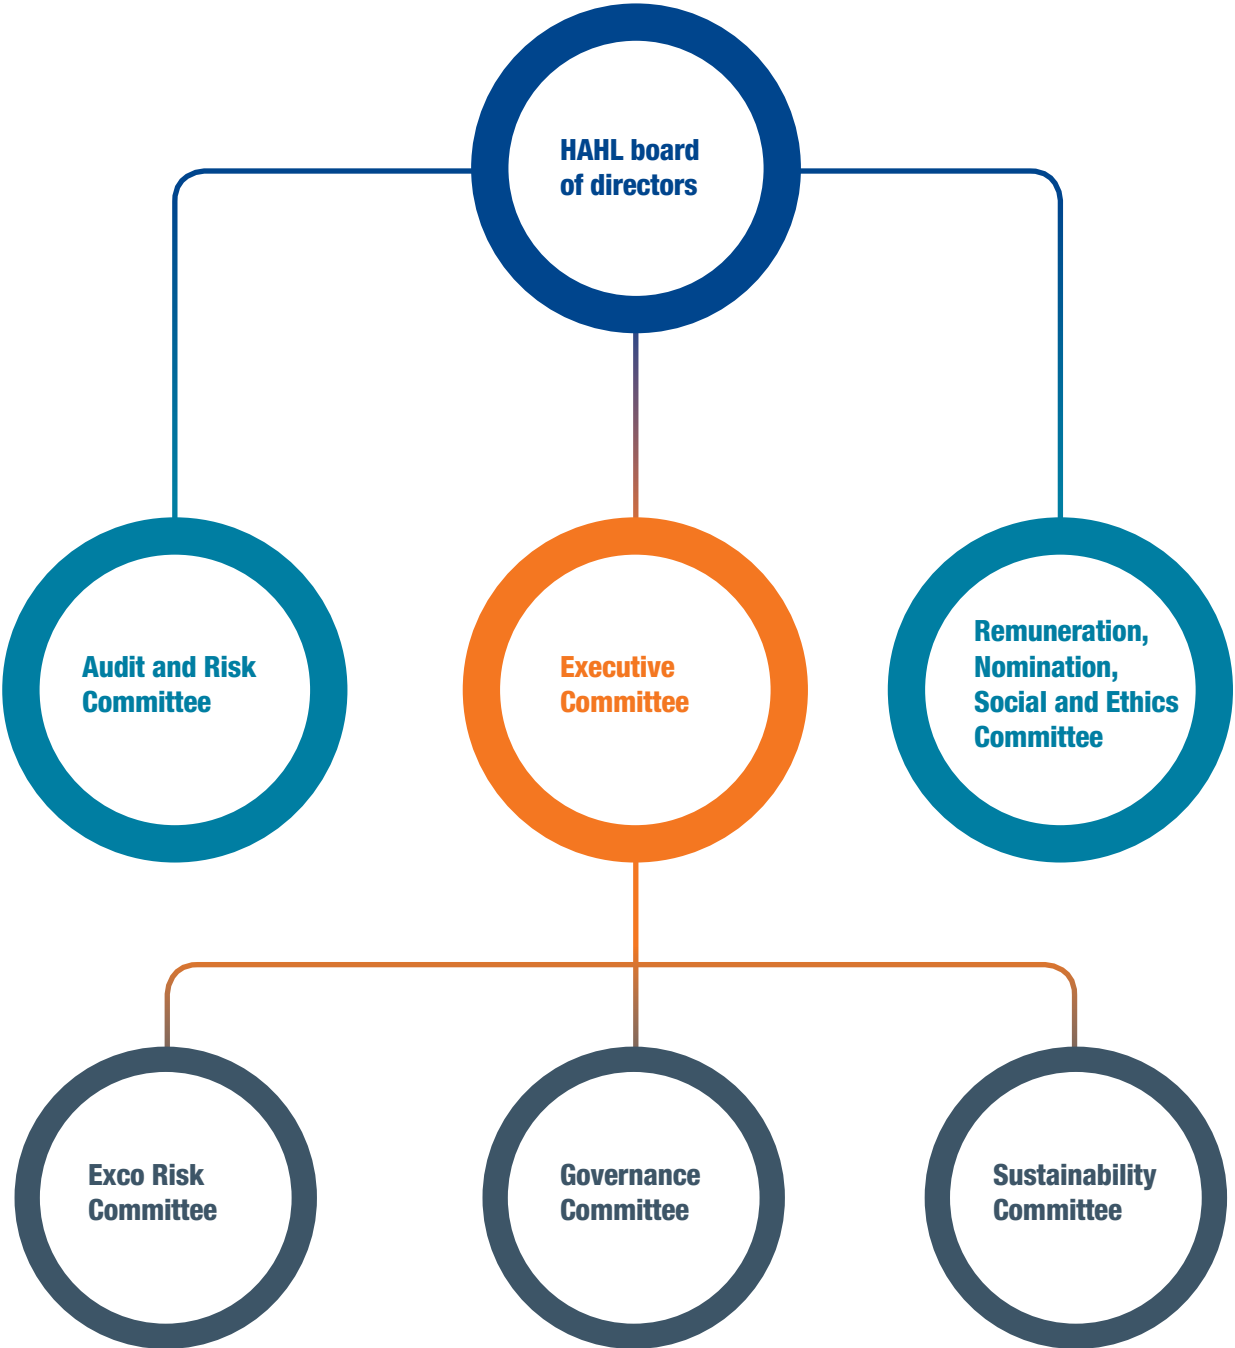 HAHL board
of directors
Audit and Risk
Committee
Executive
Committee
Remuneration,
Nomination,
Social and Ethics
Committee
Exco Risk
Committee
Governance
Committee
Sustainability
Committee